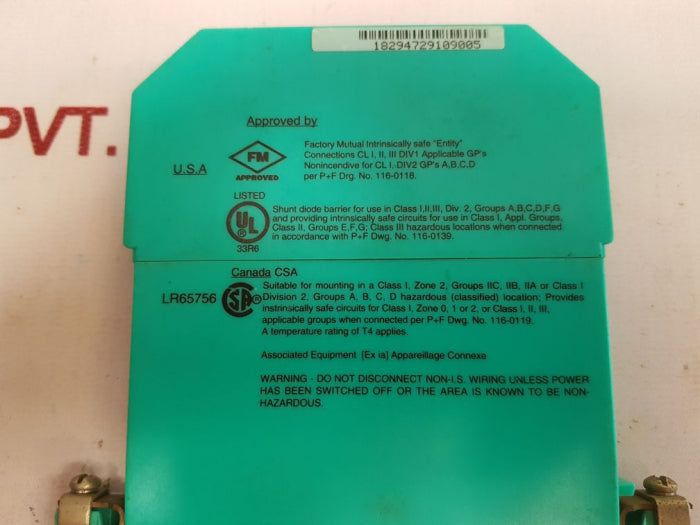 18294729109005
PVT.
Approved by
U.S.A
FM
APPROVED
Factory Mutual Intrinsically safe "Entity"
Connections CL I, II, III DIV1 Applicable GP's
Nonincendive for CL I. DIV2 GP's A,B,C,D
per P+F Drg. No. 116-0118.
LISTED
UL
®
33R6
Shunt diode barrier for use in Class I,II,III, Div. 2, Groups A,B,C,D,F,G
and providing intrinsically safe circuits for use in Class I, Appl. Groups,
Class II, Groups E,F,G; Class III hazardous locations when connected
in accordance with P+F Dwg. No. 116-0139.
Canada CSA
LR65756
SA
®
Suitable for mounting in a Class I, Zone 2, Groups IIC, IIB, IIA or Class I
Division 2, Groups A, B, C, D hazardous (classified) location; Provides
instrinsically safe circuits for Class I, Zone 0, 1 or 2, or Class I, II, III,
applicable groups when connected per P+F Dwg. No. 116-0119.
A temperature rating of T4 applies.
Associated Equipment [Ex ia] Appareillage Connexe
WARNING - DO NOT DISCONNECT NON-I.S. WIRING UNLESS POWER
HAS BEEN SWITCHED OFF OR THE AREA IS KNOWN TO BE NON-
HAZARDOUS.